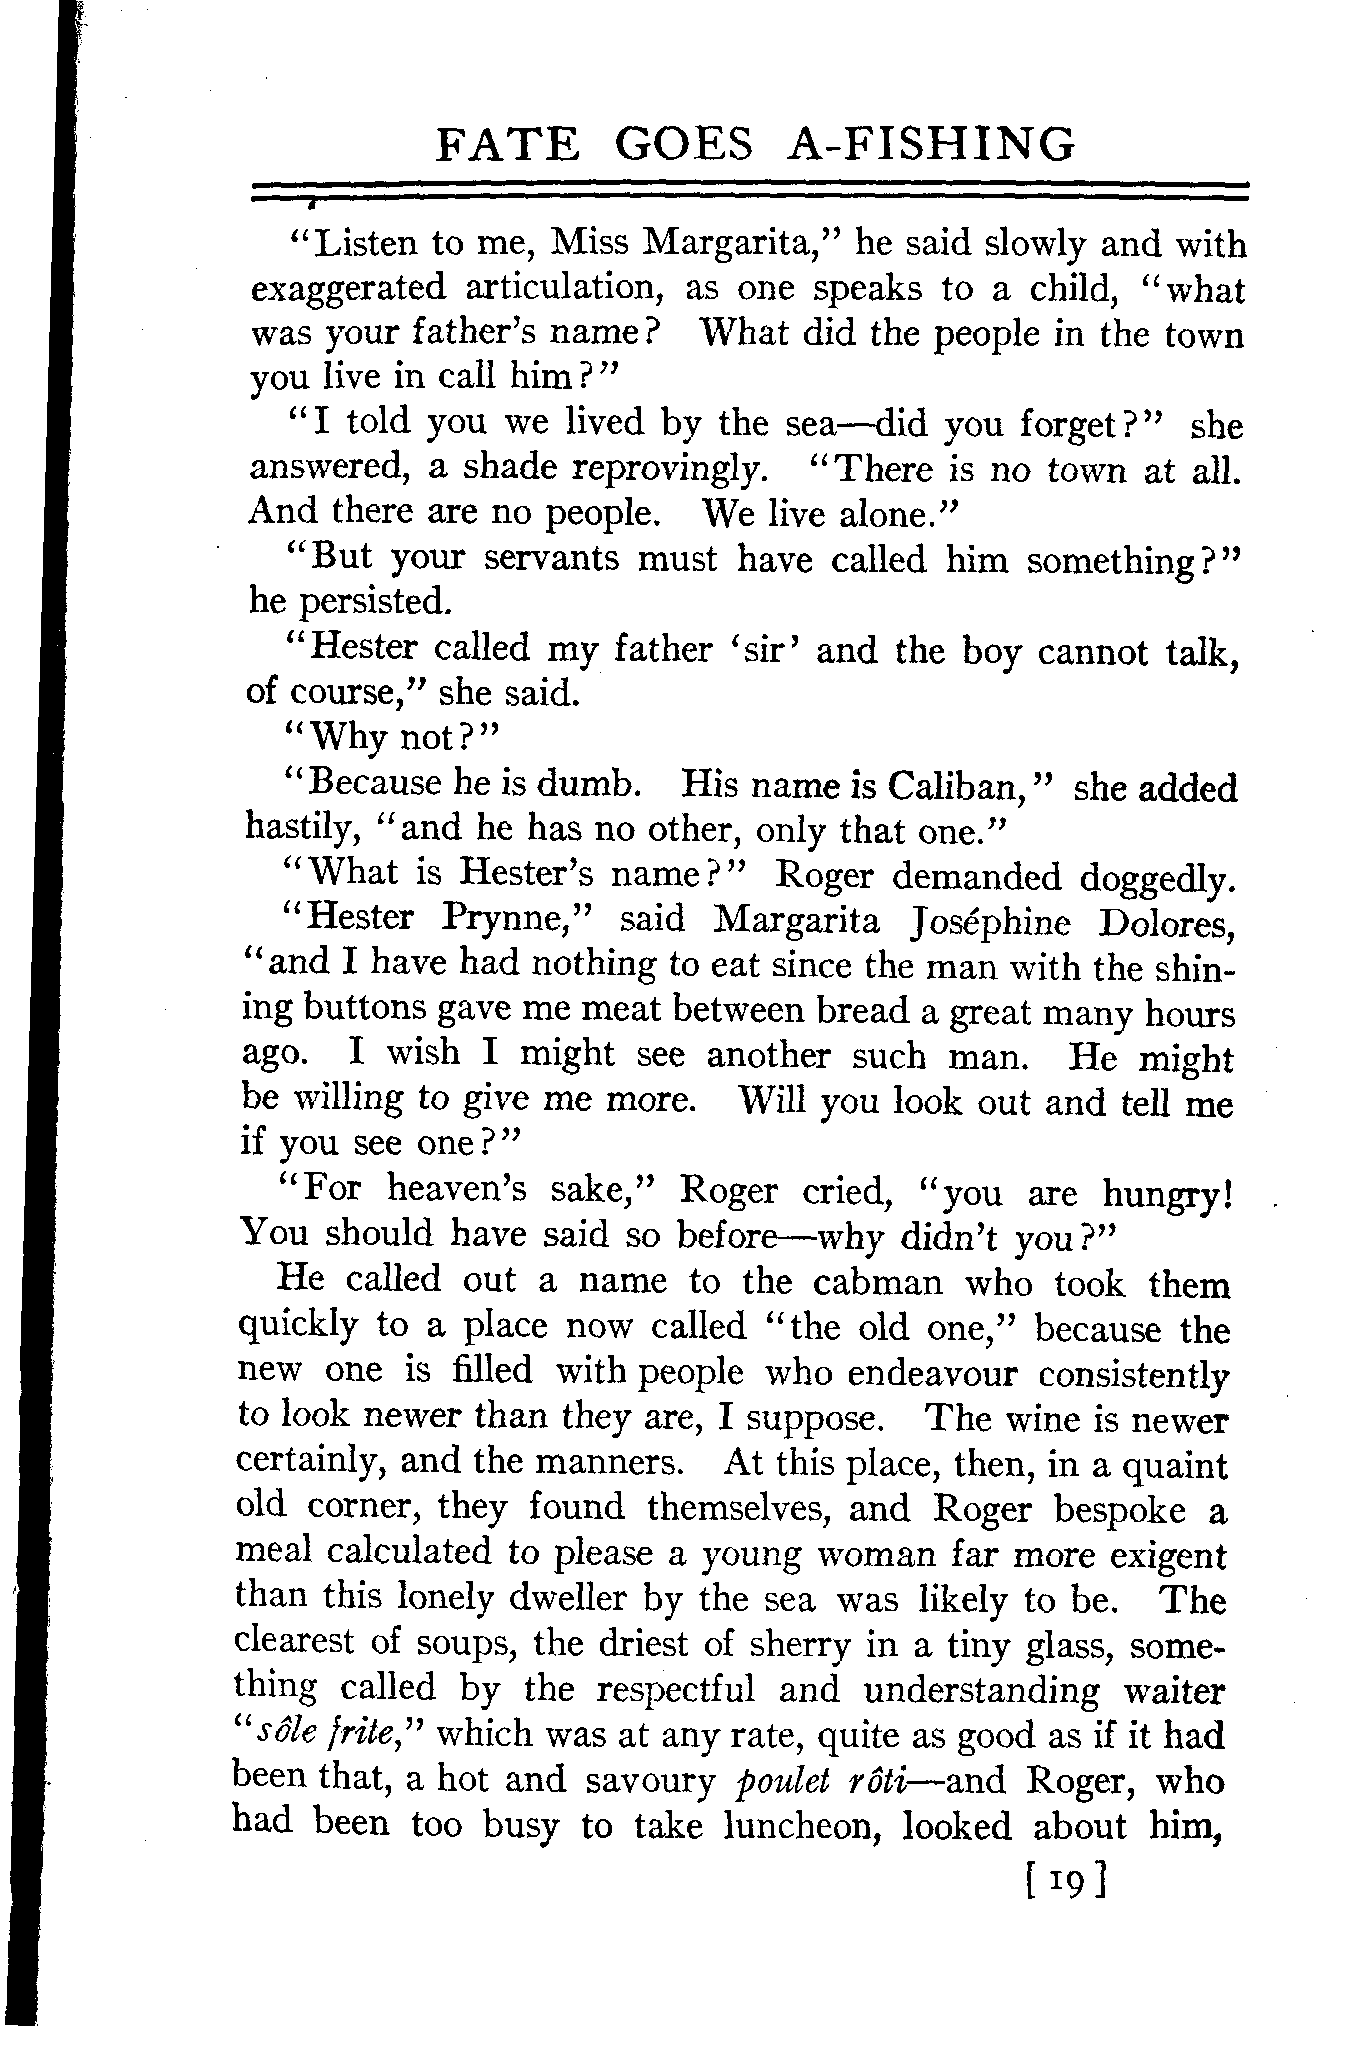 FATE GOES A-FISHING
"Listen to me, Miss Margarita," he said slowly and with
exaggerated articulation, as one speaks to a child, "what
was your father's name? What did the people in the town
you live in call him?"
"I told you we lived by the sea—did you forget?" she
answered, a shade reprovingly. "There is no town at all.
And there are no people. We live alone."
"But your servants must have called him something?"
he persisted.
"Hester called my father 'sir' and the boy cannot talk,
of course," she said.
"Why not?"
"Because he is dumb. His name is Caliban," she added
hastily, "and he has no other, only that one."
"What is Hester's name?" Roger demanded doggedly.
"Hester Prynne," said Margarita Joséphine Dolores,
"and I have had nothing to eat since the man with the shin-
ing buttons gave me meat between bread a great many hours
ago. I wish I might see another such man. He might
be willing to give me more. Will you look out and tell me
if you see one?"
"For heaven's sake," Roger cried, "you are hungry!
You should have said so before—why didn't you?"
He called out a name to the cabman who took them
quickly to a place now called "the old one," because the
new one is filled with people who endeavour consistently
to look newer than they are, I suppose. The wine is newer
certainly, and the manners. At this place, then, in a quaint
old corner, they found themselves, and Roger bespoke a
meal calculated to please a young woman far more exigent
than this lonely dweller by the sea was likely to be. The
clearest of soups, the driest of sherry in a tiny glass, some-
thing called by the respectful and understanding waiter
"sôle frite," which was at any rate, quite as good as if it had
been that, a hot and savoury poulet rôti—and Roger, who
had been too busy to take luncheon, looked about him,
[ 19 ]